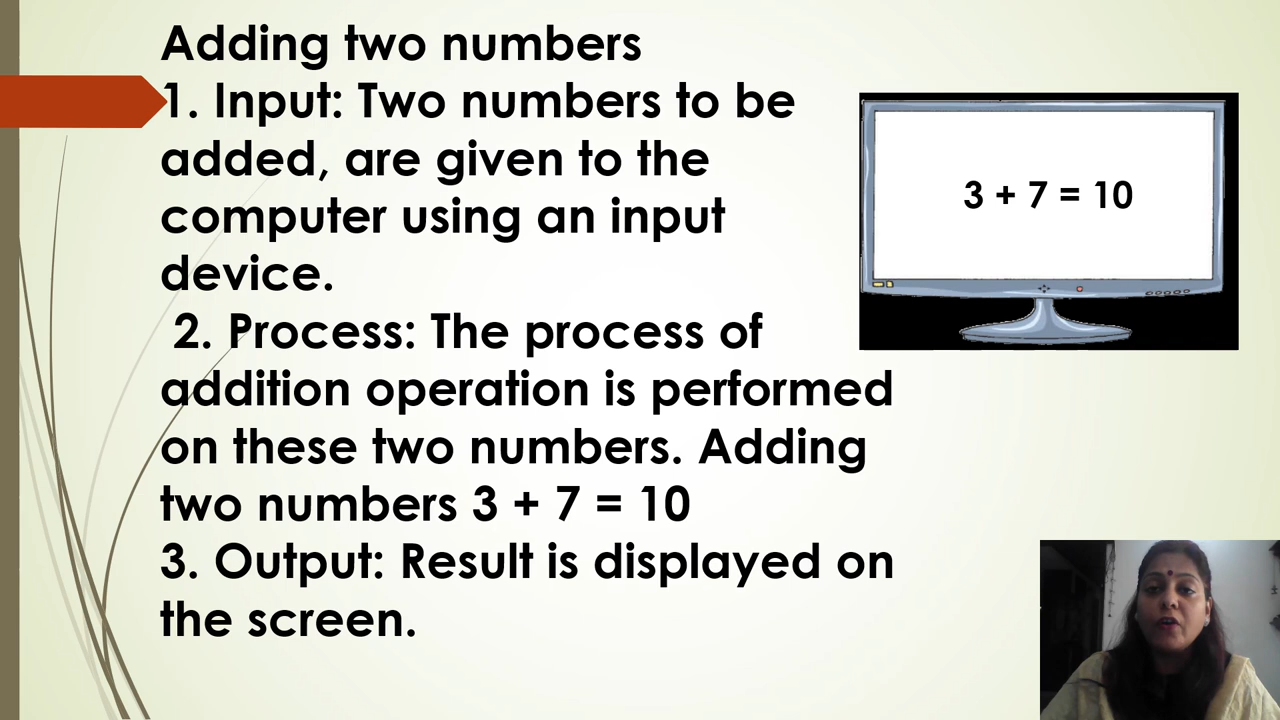 Adding two numbers
1. Input: Two numbers to be
added, are given to the
computer using an input
device.
2. Process: The process of
addition operation is performed
on these two numbers. Adding
two numbers 3 + 7 = 10
3. Output: Result is displayed on
the screen.
3 + 7 = 10